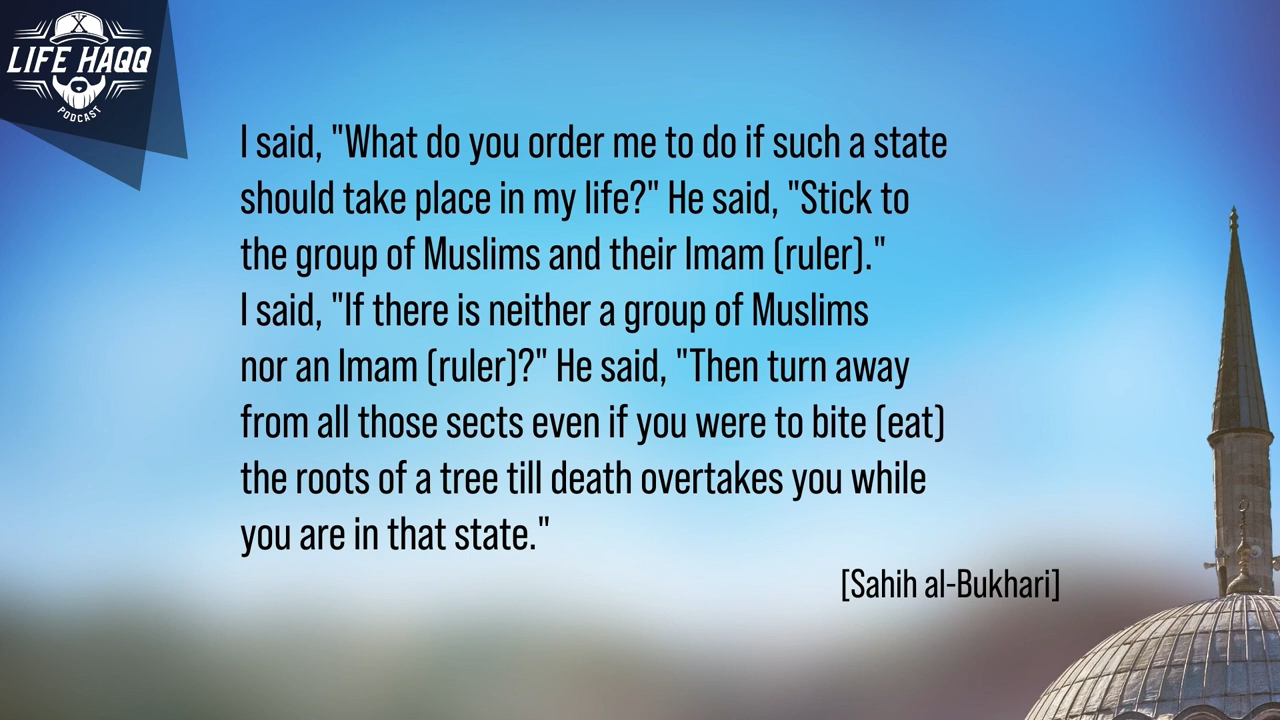 LIFE HAQQ
PODCAST
I said, "What do you order me to do if such a state
should take place in my life?" He said, "Stick to
the group of Muslims and their Imam (ruler)."
I said, "If there is neither a group of Muslims
nor an Imam (ruler)?" He said, "Then turn away
from all those sects even if you were to bite (eat)
the roots of a tree till death overtakes you while
you are in that state."
[Sahih al-Bukhari]